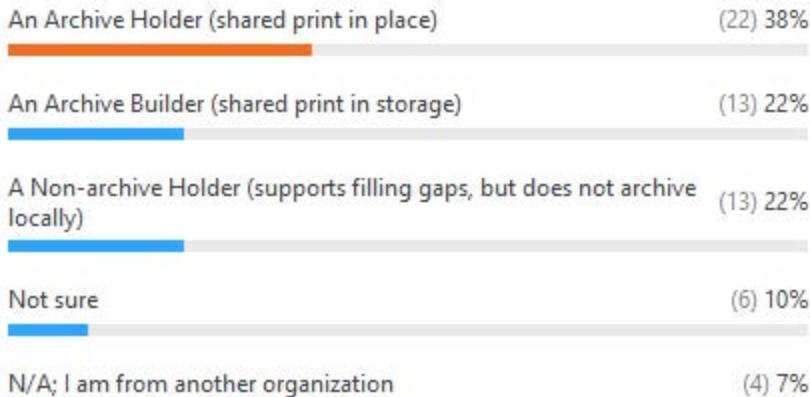 An Archive Holder (shared print in place) (22) 38%
An Archive Builder (shared print in storage) (13) 22%
A Non-archive Holder (supports filling gaps, but does not archive
locally) (13) 22%
Not sure (6) 10%
N/A; I am from another organization (4) 7%